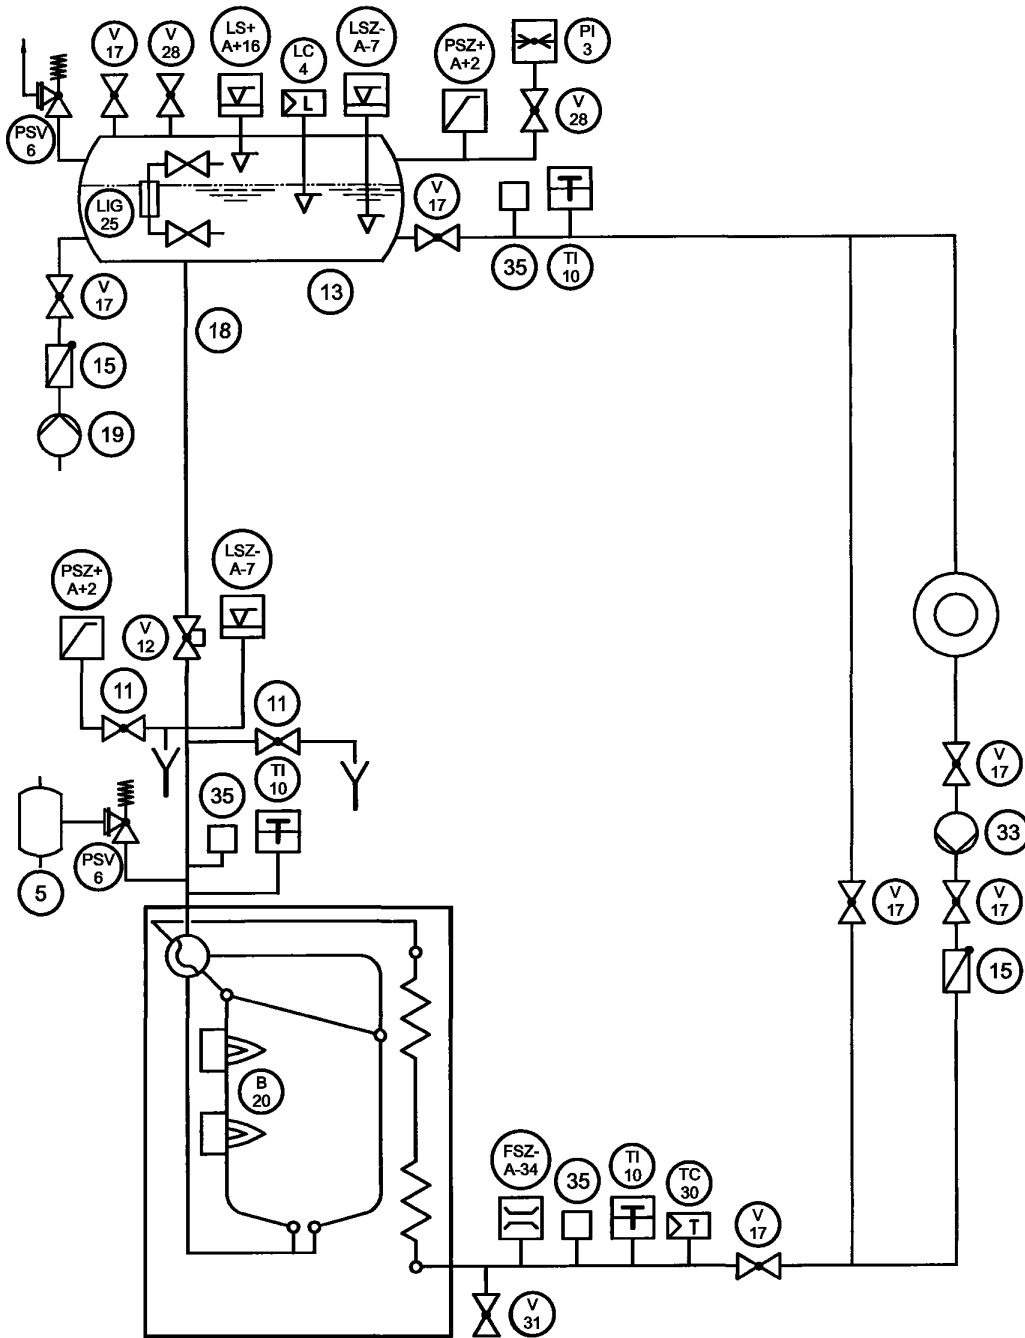 V
17
V
28
LS+
A+16
LC
4
LSZ-
A-7
PSZ+
A+2
PI
3
L
PSV
6
V
28
LIG
25
V
17
T
V
17
13
35
TI
10
18
15
19
LSZ-
A-7
PSZ+
A+2
V
12
11
11
TI
10
35
T
V
17
33
PSV
6
5
V
17
V
17
15
B
20
FSZ-
A-34
35
TI
10
TC
30
V
17
T
T
V
31